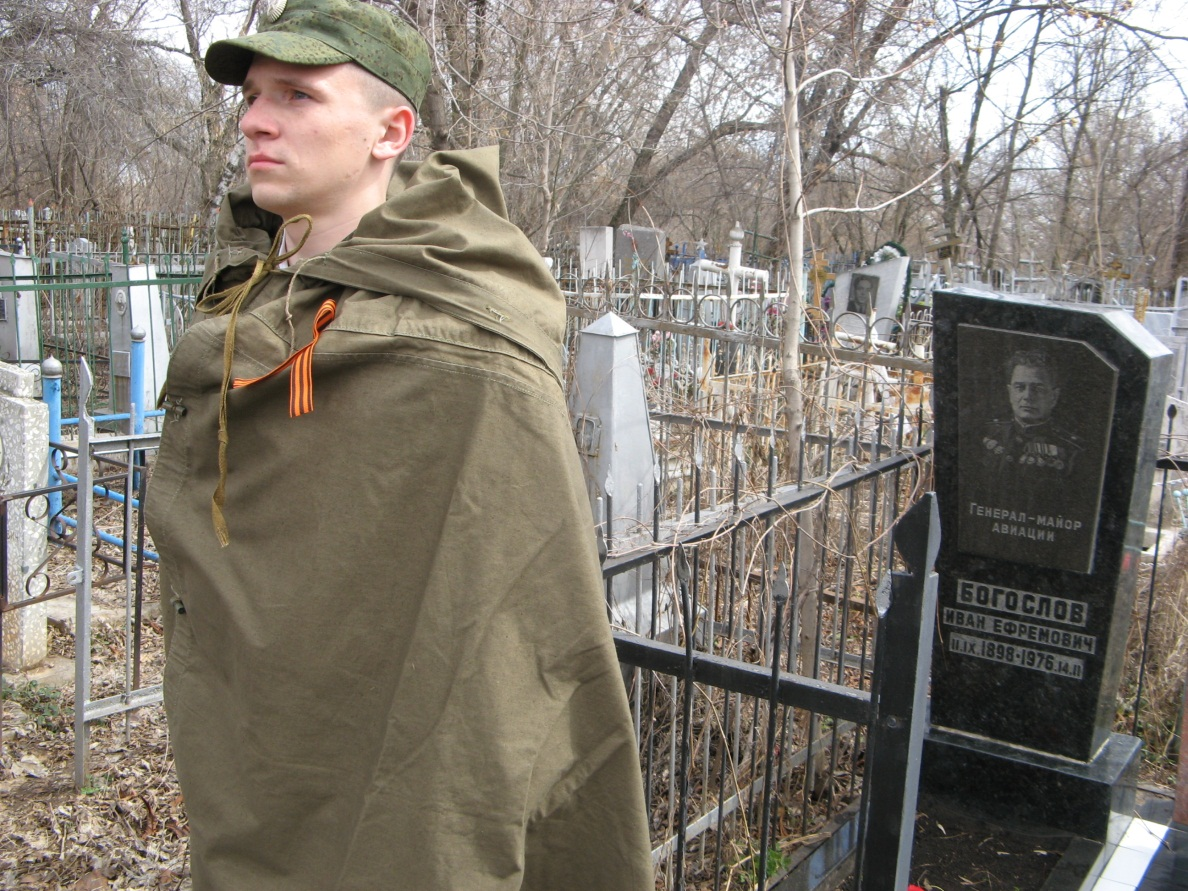 Генерал-майор
авиации
БОГОСЛОВ
ИВАН ЕФРЕМОВИЧ
11.IX.1898-1976.14.II